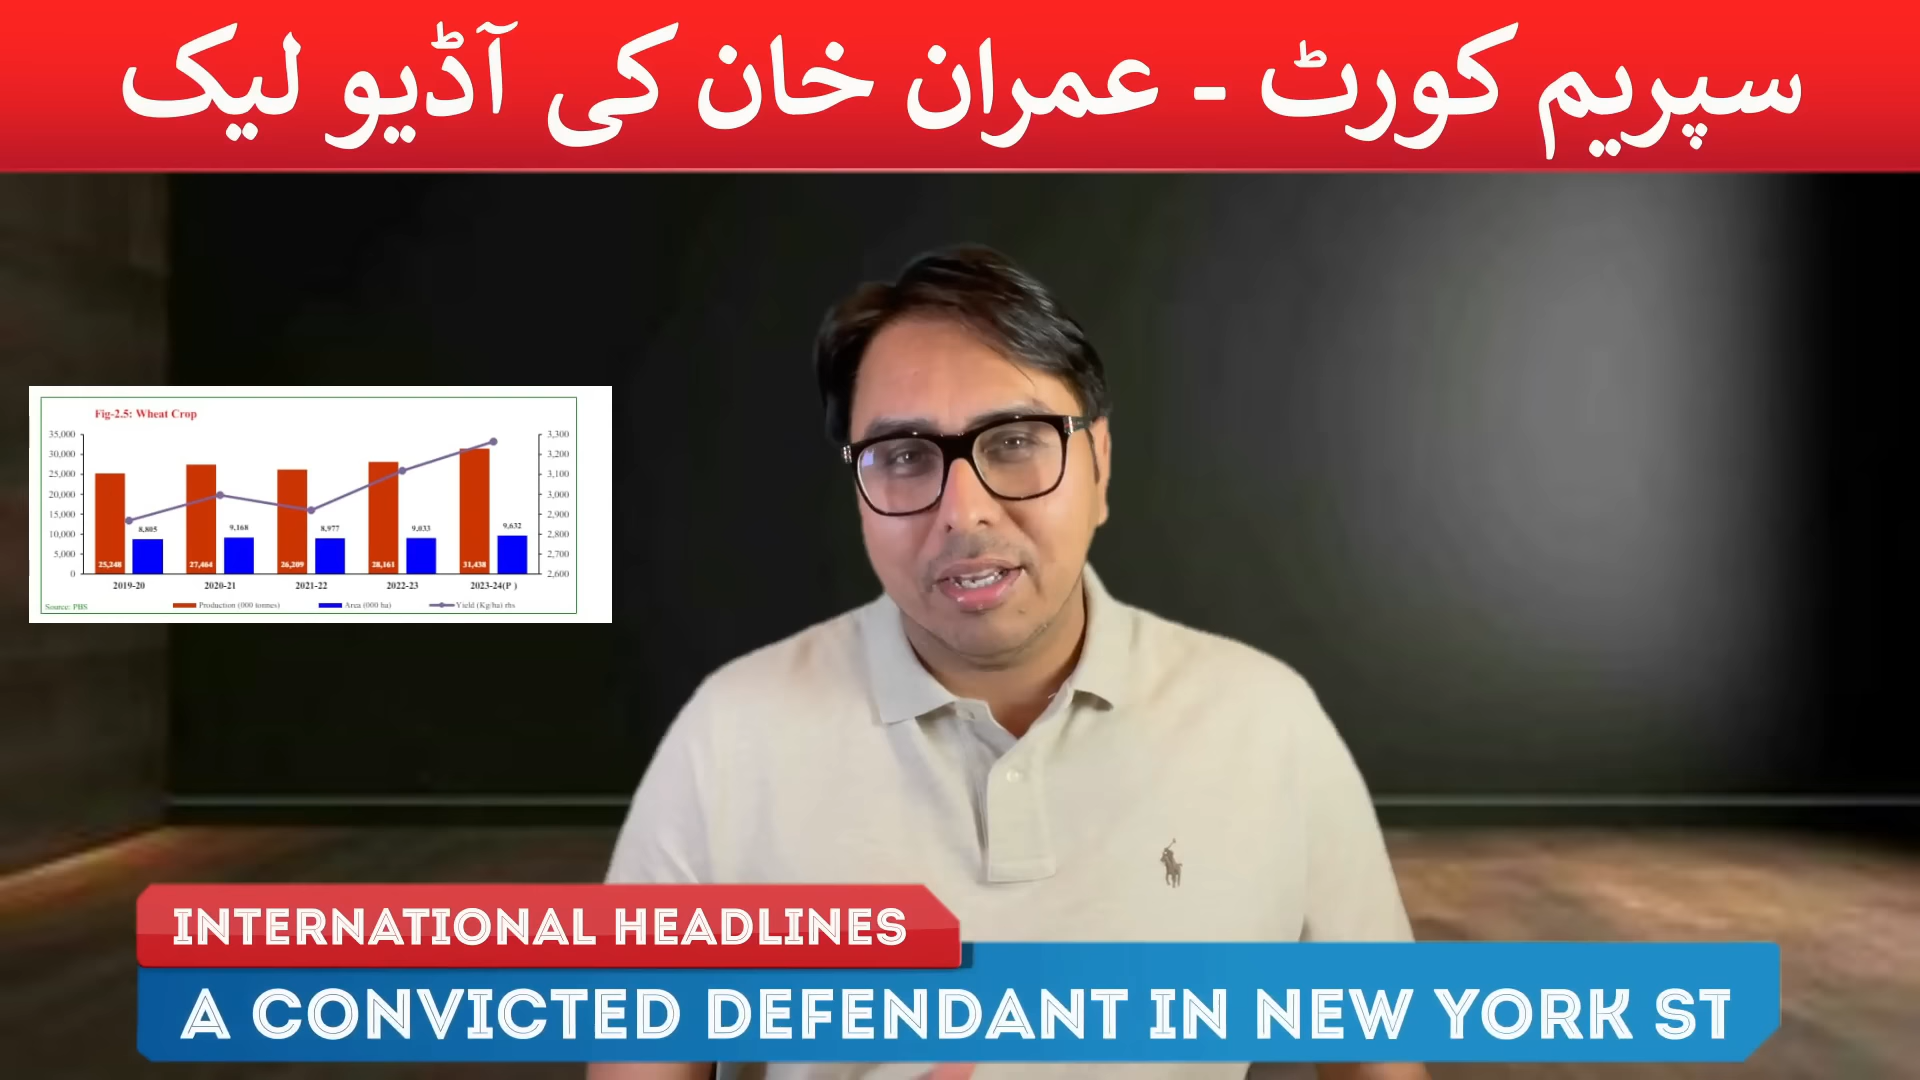 سپریم کورٹ - عمران خان کی آڈیو لیک
Fig-2.5: Wheat Crop
35,000
30,000
25,000
20,000
15,000
10,000
5,000
0
3,300
3,200
3,100
3,000
2,900
2,800
2,700
2,600
8,805 9,168 8,977 9,033 9,632
25,248 27,464 26,209 28,161 31,438
2019-20 2020-21 2021-22 2022-23 2023-24(P )
Production (000 tonnes) Area (000 ha) Yield (Kg/ha) rhs
Source: PBS
INTERNATIONAL HEADLINES
A CONVICTED DEFENDANT IN NEW YORK ST